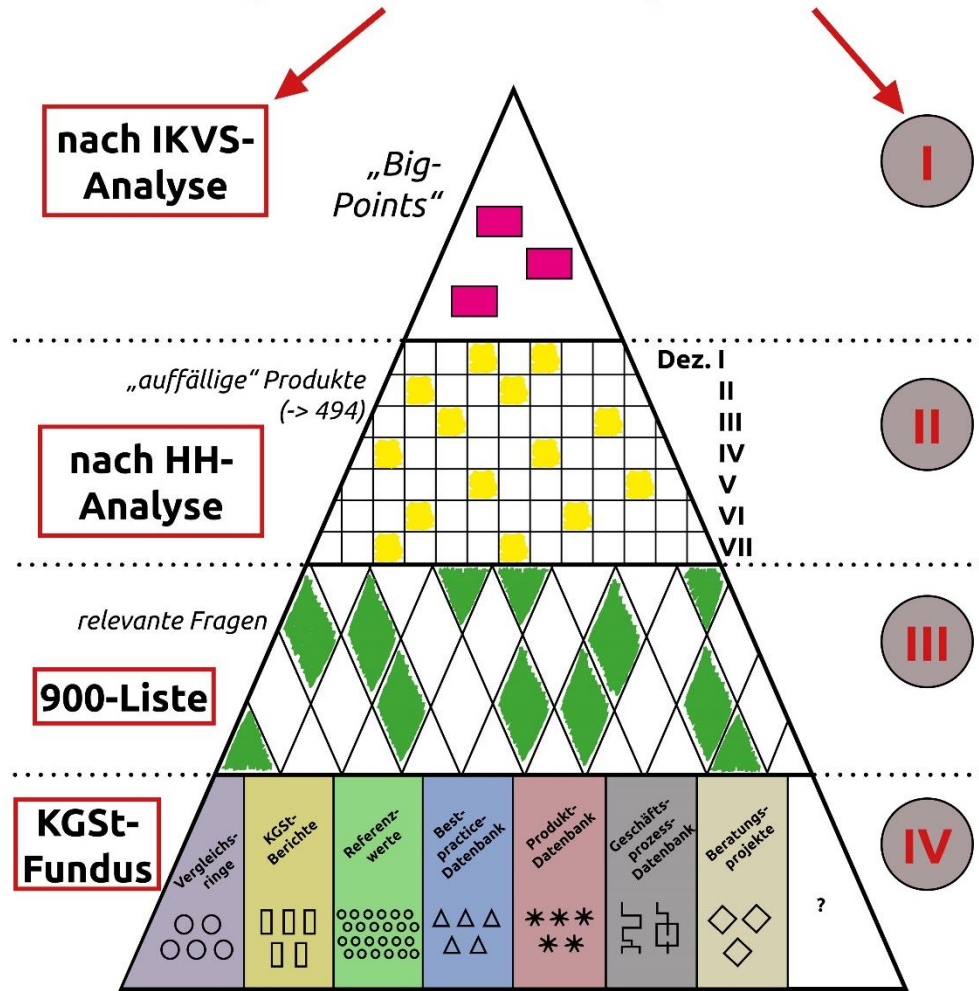 nach IKVS-
Analyse
„Big-
Points“
I
„auffällige“ Produkte
(-> 494)
nach HH-
Analyse
Dez. I
II
III
IV
V
VI
VII
II
relevante Fragen
900-Liste
III
KGSt-
Fundus
Vergleichs-
ringe
KGSt-
Berichte
Referenz-
werte
Best-
practice-
Datenbank
Produkt-
Datenbank
Geschäfts-
prozess-
Datenbank
Beratungs-
projekte
?
IV